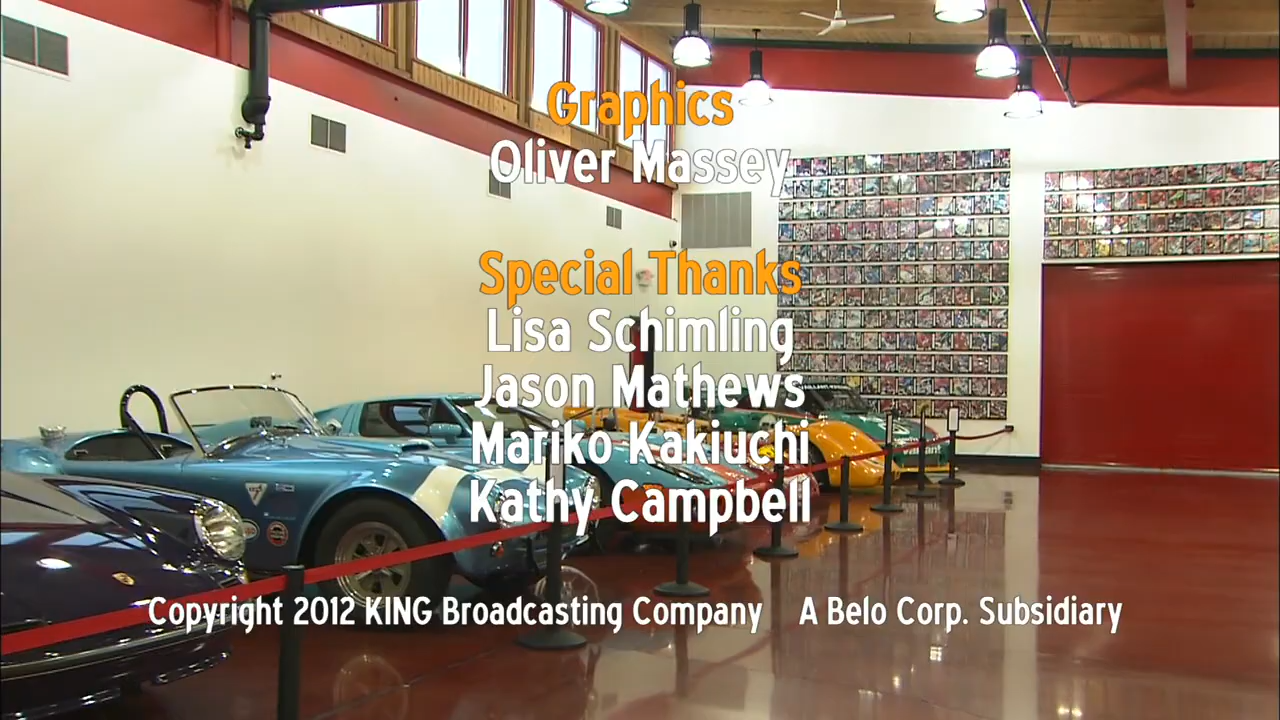 Graphics
Oliver Massey
Special Thanks
Lisa Schimling
Jason Mathews
Mariko Kakiuchi
Kathy Campbell
Copyright 2012 KING Broadcasting Company A Belo Corp. Subsidiary